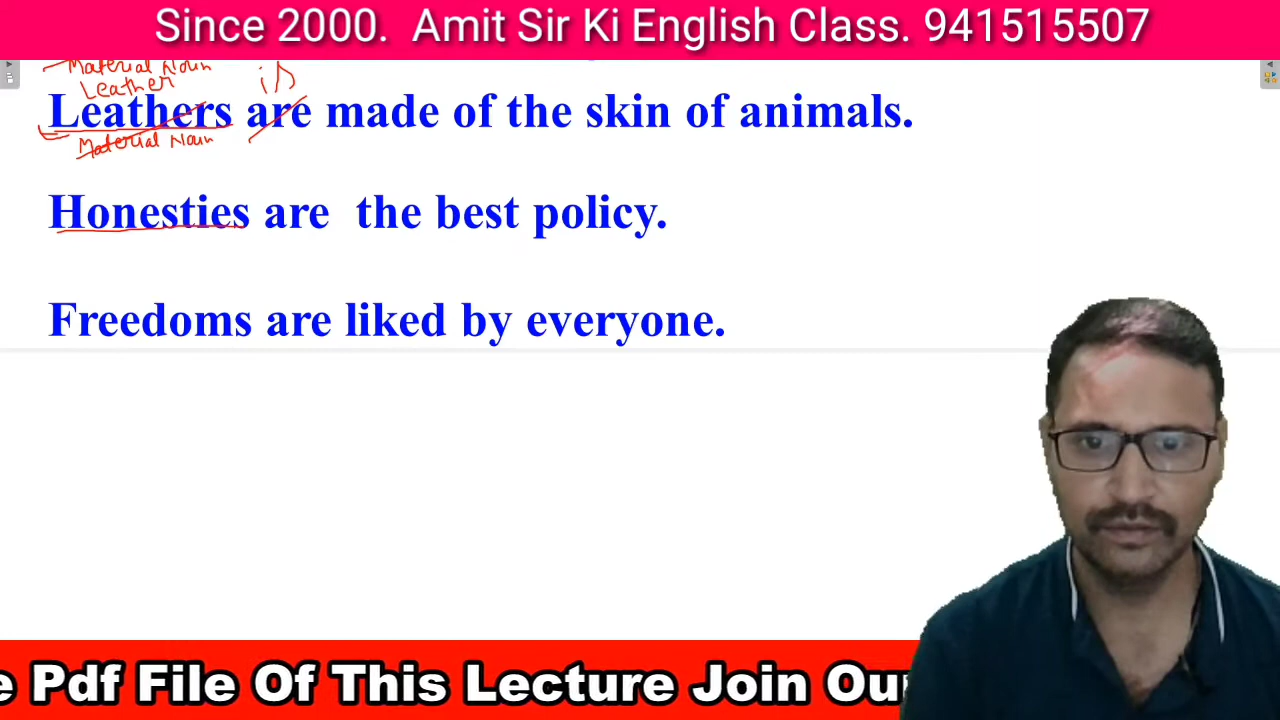 Since 2000. Amit Sir Ki English Class. 941515507
Material Noun
Leather is
Leathers are made of the skin of animals.
Material Noun
Honesties are the best policy.
Freedoms are liked by everyone.
e Pdf File Of This Lecture Join Our